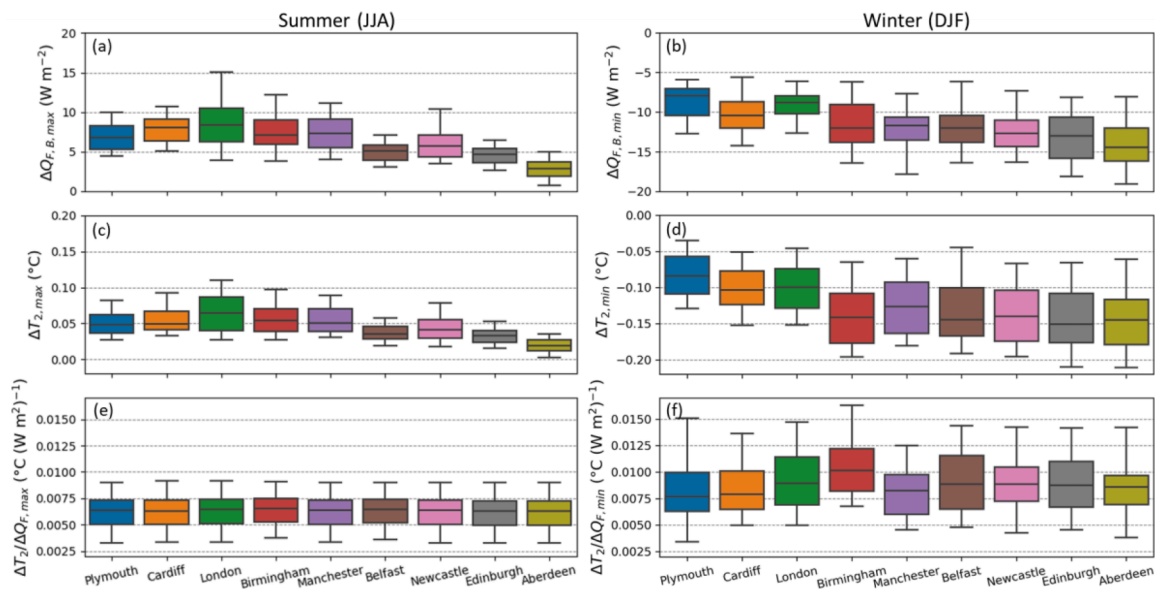 Summer (JJA)
Winter (DJF)
(a)
ΔQF,B,max (W m−2)
20
15
10
5
0
(b)
ΔQF,B,min (W m−2)
0
−5
−10
−15
−20
(c)
ΔT2,max (°C)
0.20
0.15
0.10
0.05
0.00
(d)
ΔT2,min (°C)
0.00
−0.05
−0.10
−0.15
−0.20
(e)
ΔT2/ΔQF,max (°C (W m2)−1)
0.0150
0.0125
0.0100
0.0075
0.0050
0.0025
Plymouth Cardiff London Birmingham Manchester Belfast Newcastle Edinburgh Aberdeen
(f)
ΔT2/ΔQF,min (°C (W m2)−1)
0.0150
0.0125
0.0100
0.0075
0.0050
0.0025
Plymouth Cardiff London Birmingham Manchester Belfast Newcastle Edinburgh Aberdeen